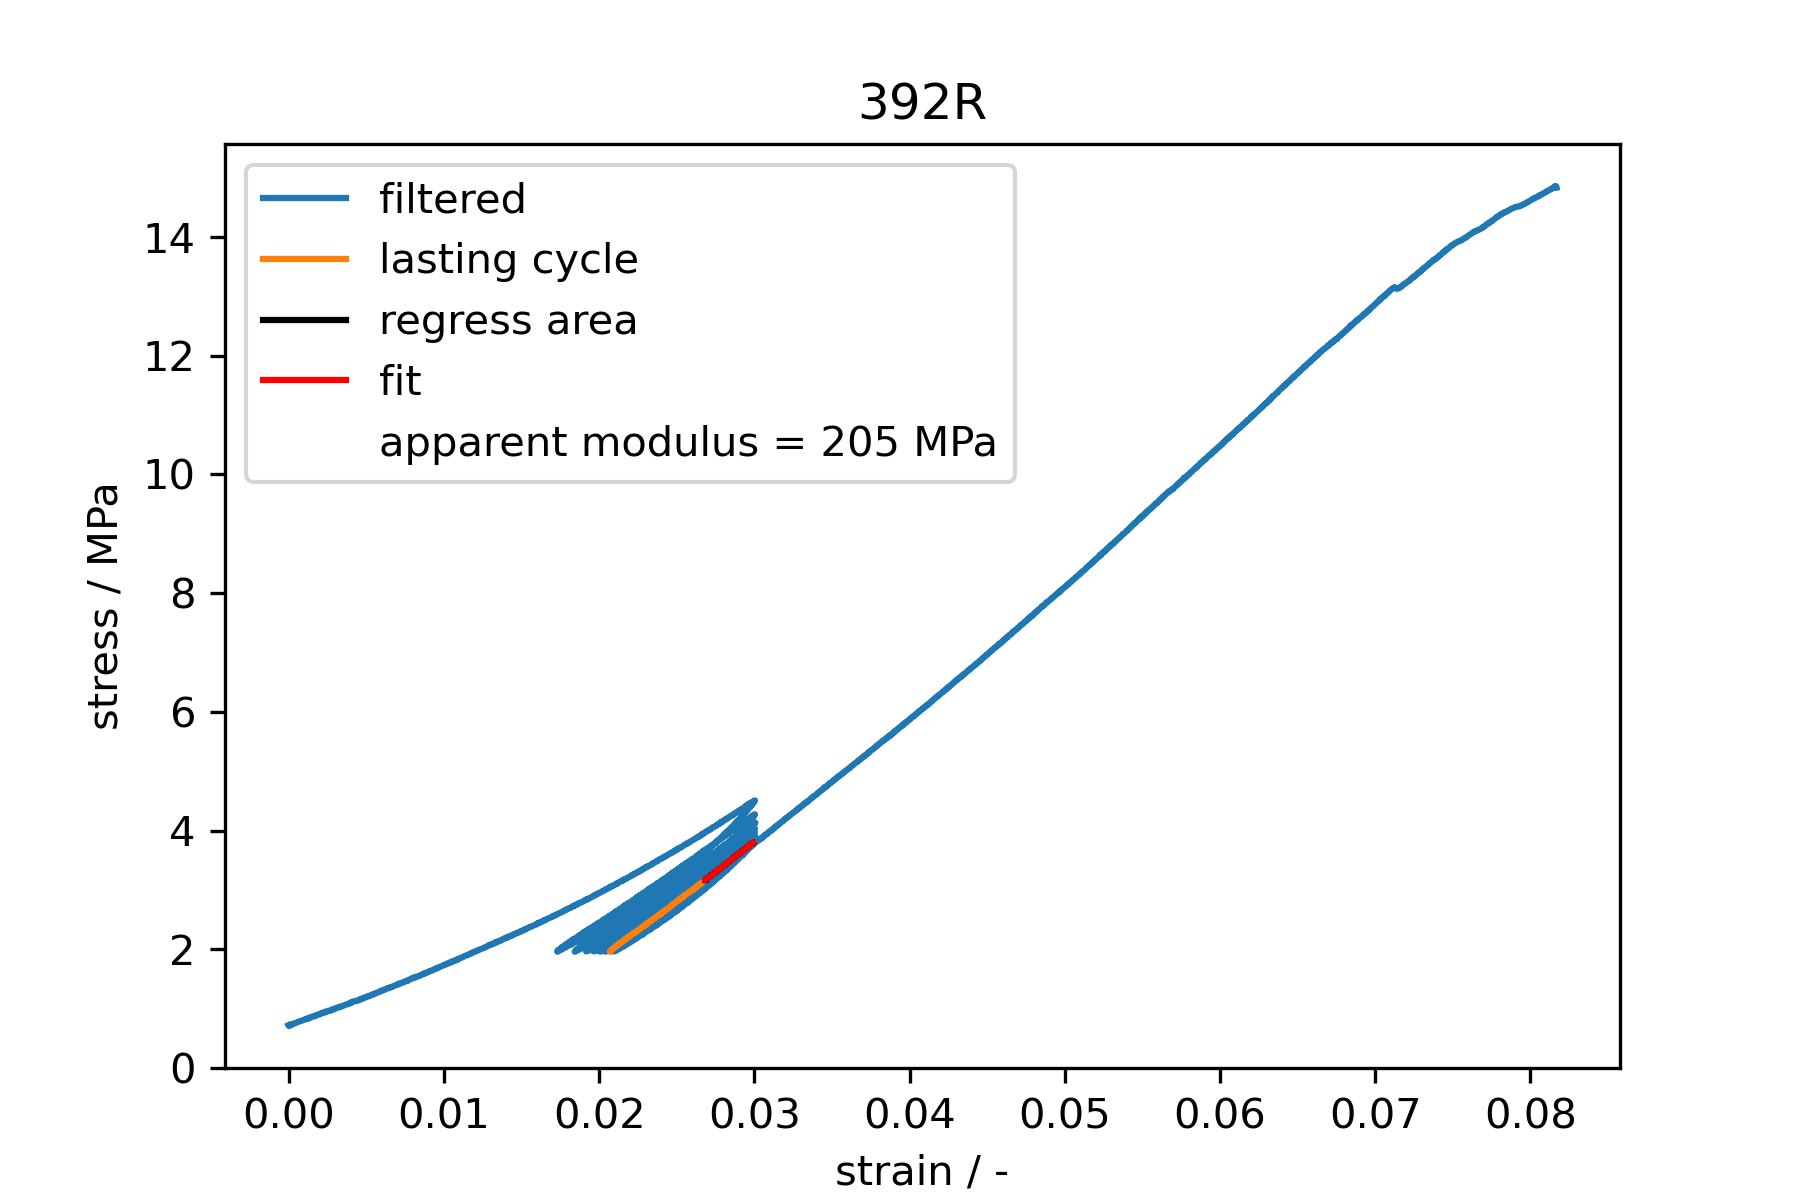 392R
filtered
lasting cycle
regress area
fit
apparent modulus = 205 MPa
stress / MPa
14
12
10
8
6
4
2
0
0.00 0.01 0.02 0.03 0.04 0.05 0.06 0.07 0.08
strain / -